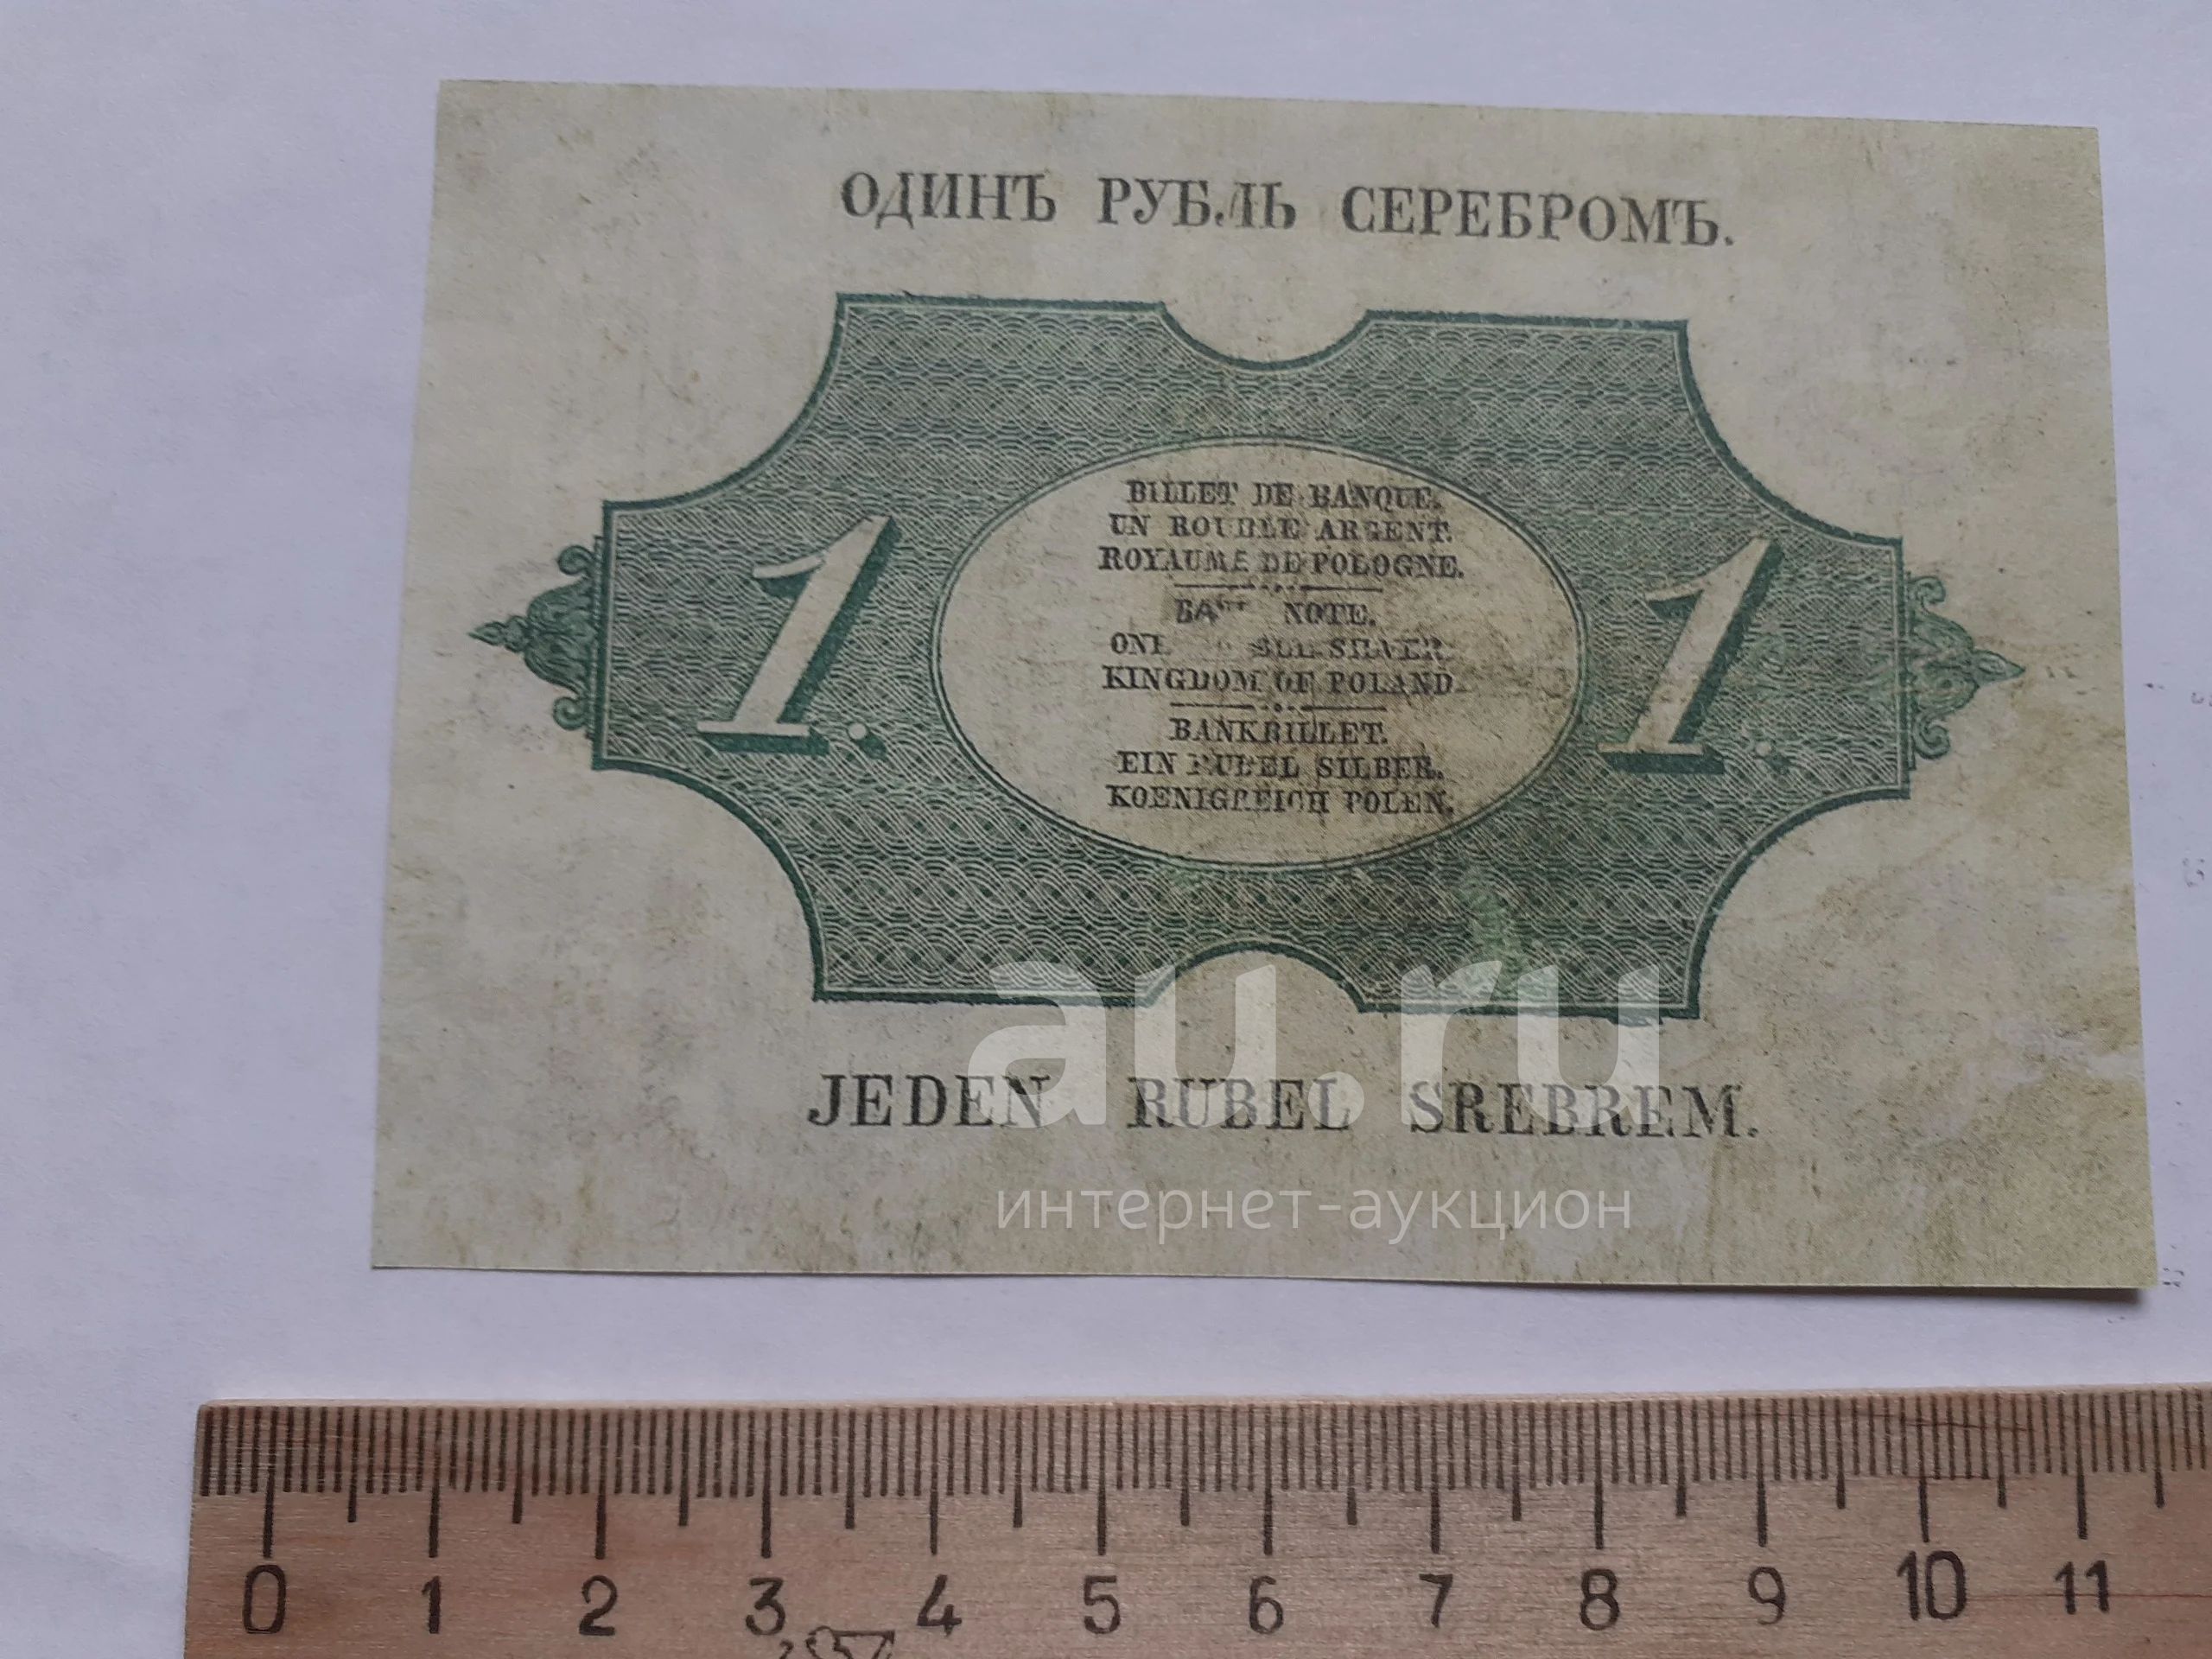 ОДИНЪ РУБЛЬ СЕРЕБРОМЪ.
BILLET DE BANQUE.
UN ROUBLE ARGENT.
ROYAUME DE POLOGNE.
1. 1.
NOTE.
ONE SILVER
KINGDOM OF POLAND
BANKBILLET.
EIN RUBEL SILBER.
KOENIGREICH POLEN.
au.ru
JEDEN RUBEL SREBREM.
интернет-аукцион
0 1 2 3 4 5 6 7 8 9 10 11